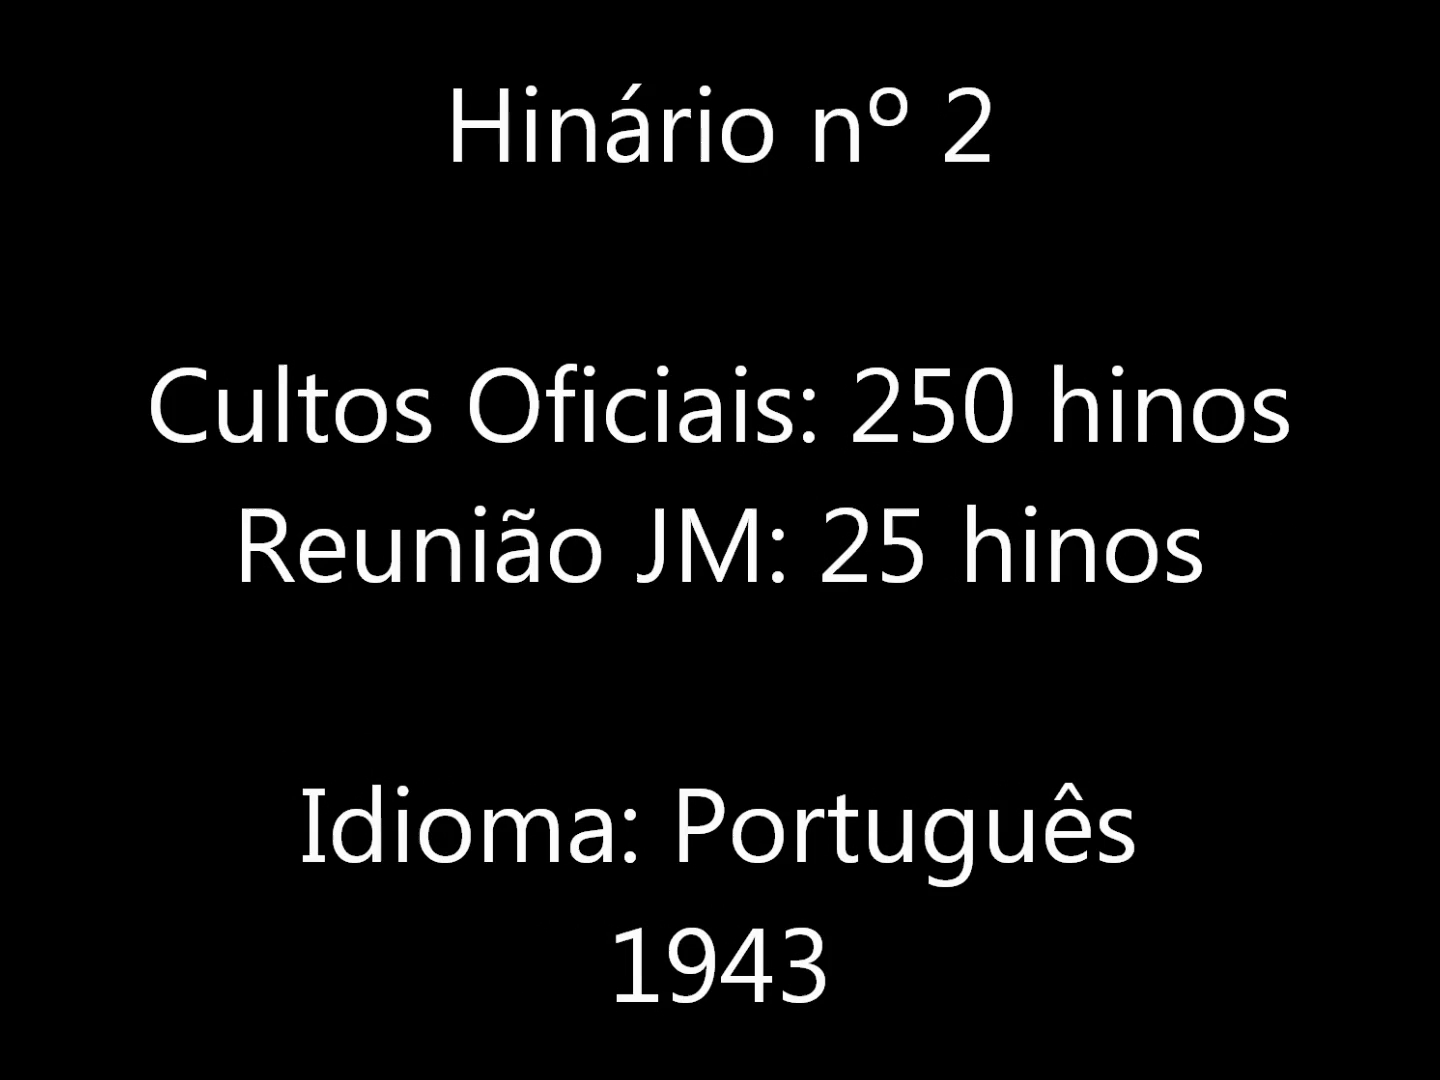 Hinário nº 2
Cultos Oficiais: 250 hinos
Reunião JM: 25 hinos
Idioma: Português
1943